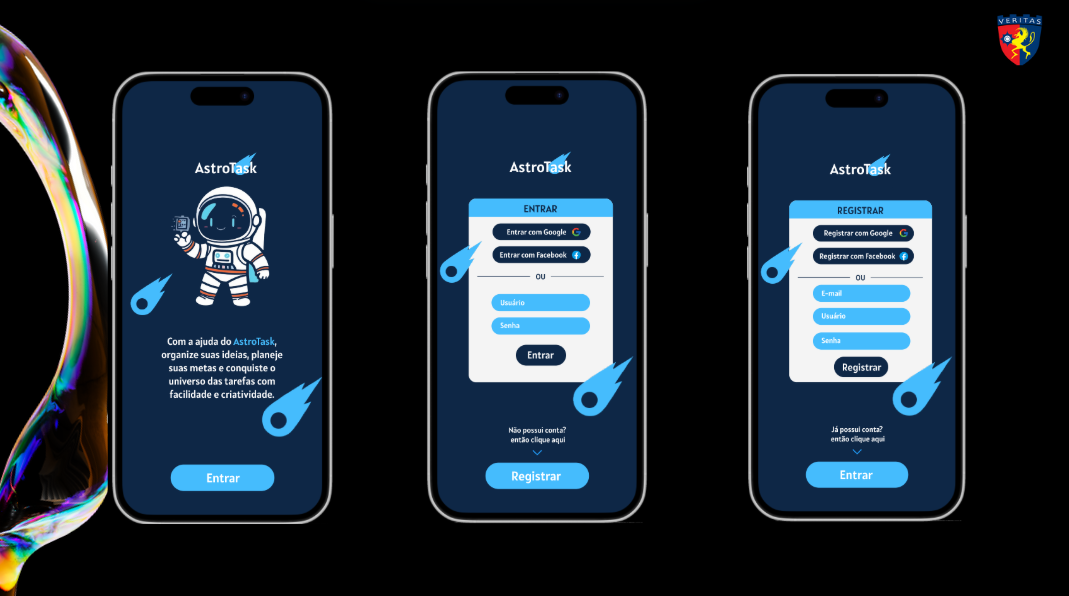 VERITAS
AstroTask
Com a ajuda do AstroTask,
organize suas ideias, planeje
suas metas e conquiste o
universo das tarefas com
facilidade e criatividade.
Entrar
AstroTask
ENTRAR
Entrar com Google
Entrar com Facebook
OU
Usuário
Senha
Entrar
Não possui conta?
então clique aqui
Registrar
AstroTask
REGISTRAR
Registrar com Google
Registrar com Facebook
OU
E-mail
Usuário
Senha
Registrar
Já possui conta?
então clique aqui
Entrar